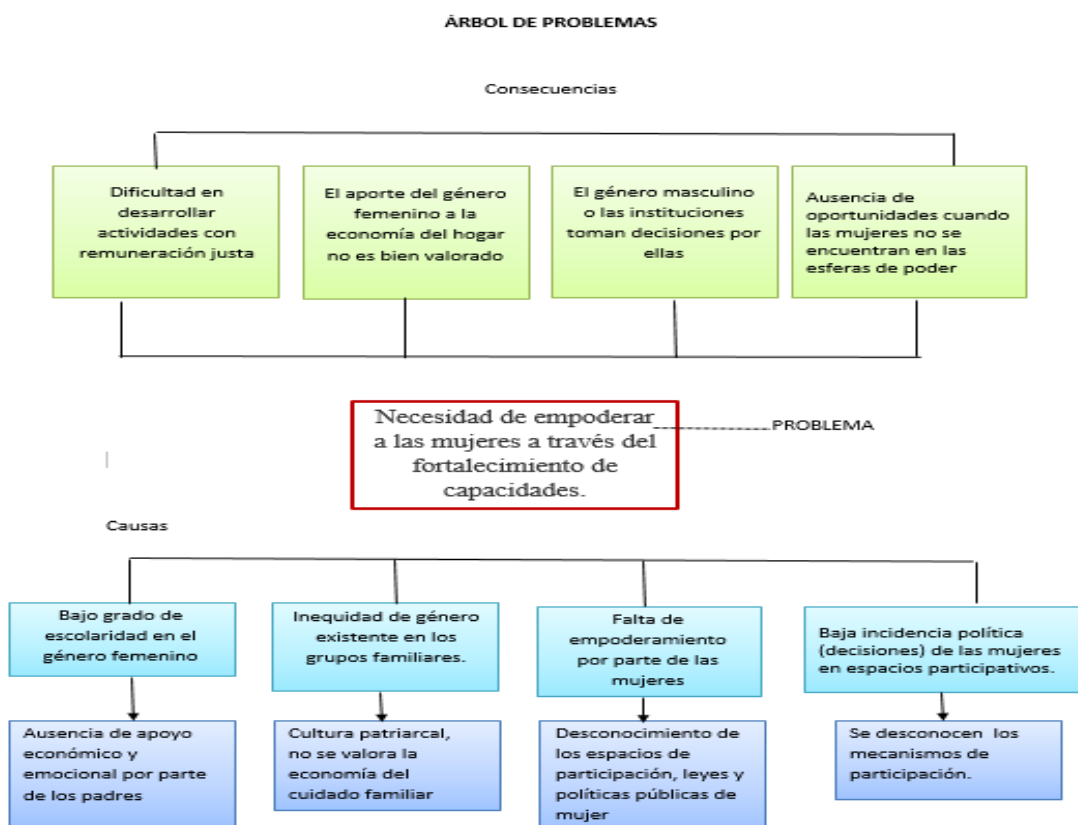 ÁRBOL DE PROBLEMAS
Consecuencias
Dificultad en
desarrollar
actividades con
remuneración justa
El aporte del género
femenino a la
economía del hogar
no es bien valorado
El género masculino
o las instituciones
toman decisiones por
ellas
Ausencia de
oportunidades cuando
las mujeres no se
encuentran en las
esferas de poder
Necesidad de empoderar
a las mujeres a través del
fortalecimiento de
capacidades.
PROBLEMA
Causas
Bajo grado de
escolaridad en el
género femenino
Inequidad de género
existente en los
grupos familiares.
Falta de
empoderamiento
por parte de las
mujeres
Baja incidencia política
(decisiones) de las mujeres
en espacios participativos.
Ausencia de apoyo
económico y
emocional por parte
de los padres
Cultura patriarcal,
no se valora la
economía del
cuidado familiar
Desconocimiento de
los espacios de
participación, leyes y
políticas públicas de
mujer
Se desconocen los
mecanismos de
participación.